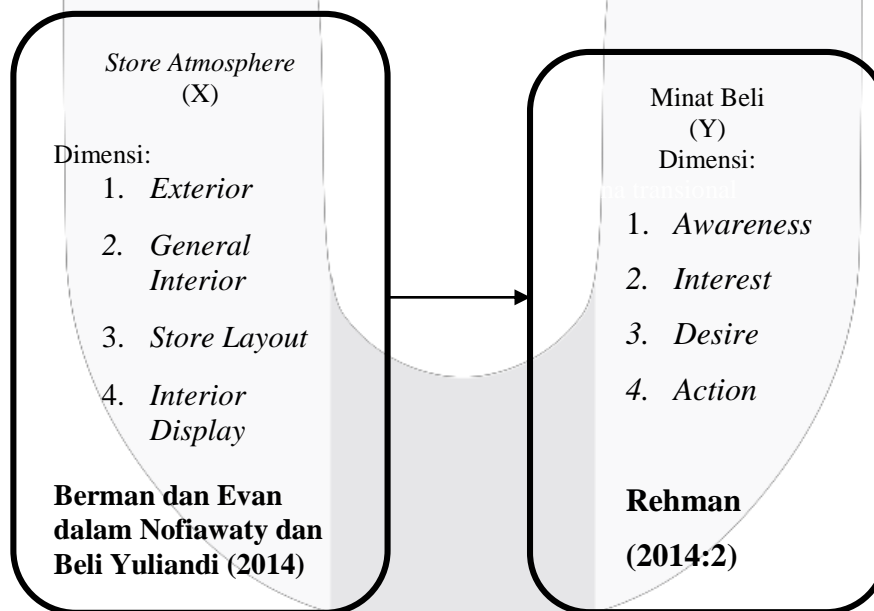 Store Atmosphere
(X)
Dimensi:
1. Exterior
2. General
Interior
3. Store Layout
4. Interior
Display
Berman dan Evan
dalam Nofiawaty dan
Beli Yuliandi (2014)
Minat Beli
(Y)
Dimensi:
transional
1. Awareness
2. Interest
3. Desire
4. Action
Rehman
(2014:2)